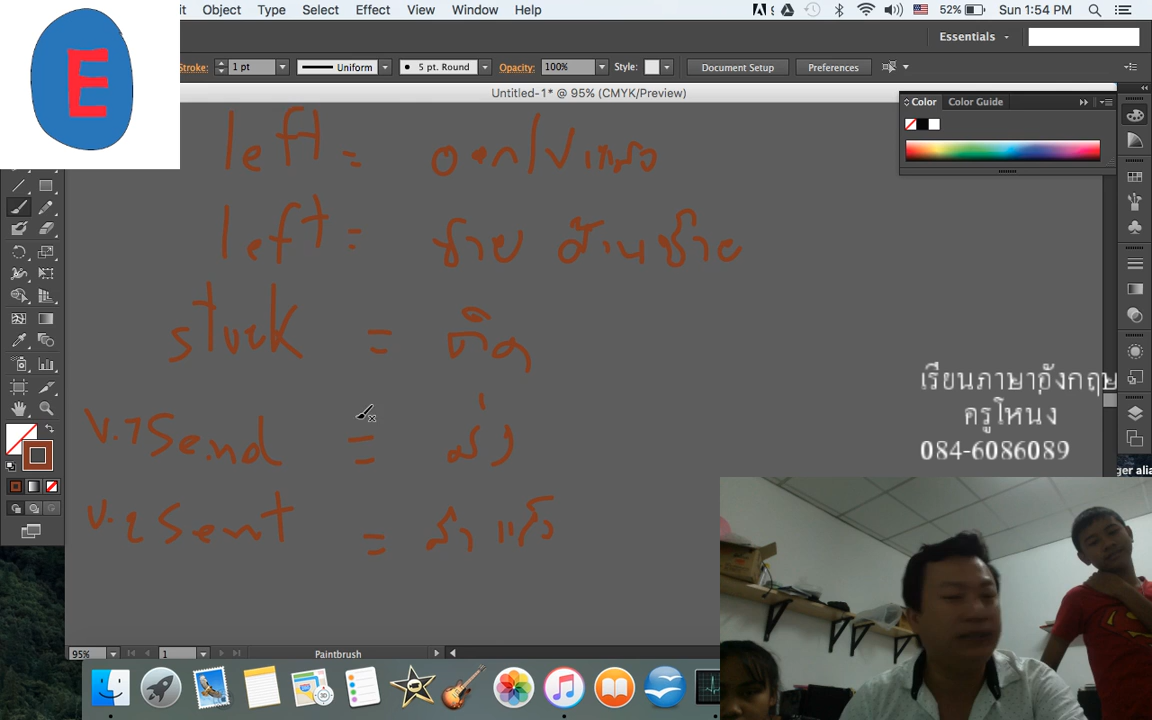 E
it Object Type Select Effect View Window Help
52% Sun 1:54 PM
Essentials
Stroke: 1 pt Uniform 5 pt. Round Opacity: 100% Style: Document Setup Preferences
Untitled-1* @ 95% (CMYK/Preview)
Color Color Guide
left =
left = ซ้าย ด้านซ้าย
stuck = ติด
v.1 Send = ส่ง
v.2 Sent = ส่งแล้ว
เรียนภาษาอังกฤษ
ครูโหนง
084-6086089
ger alia
95% 1 Paintbrush